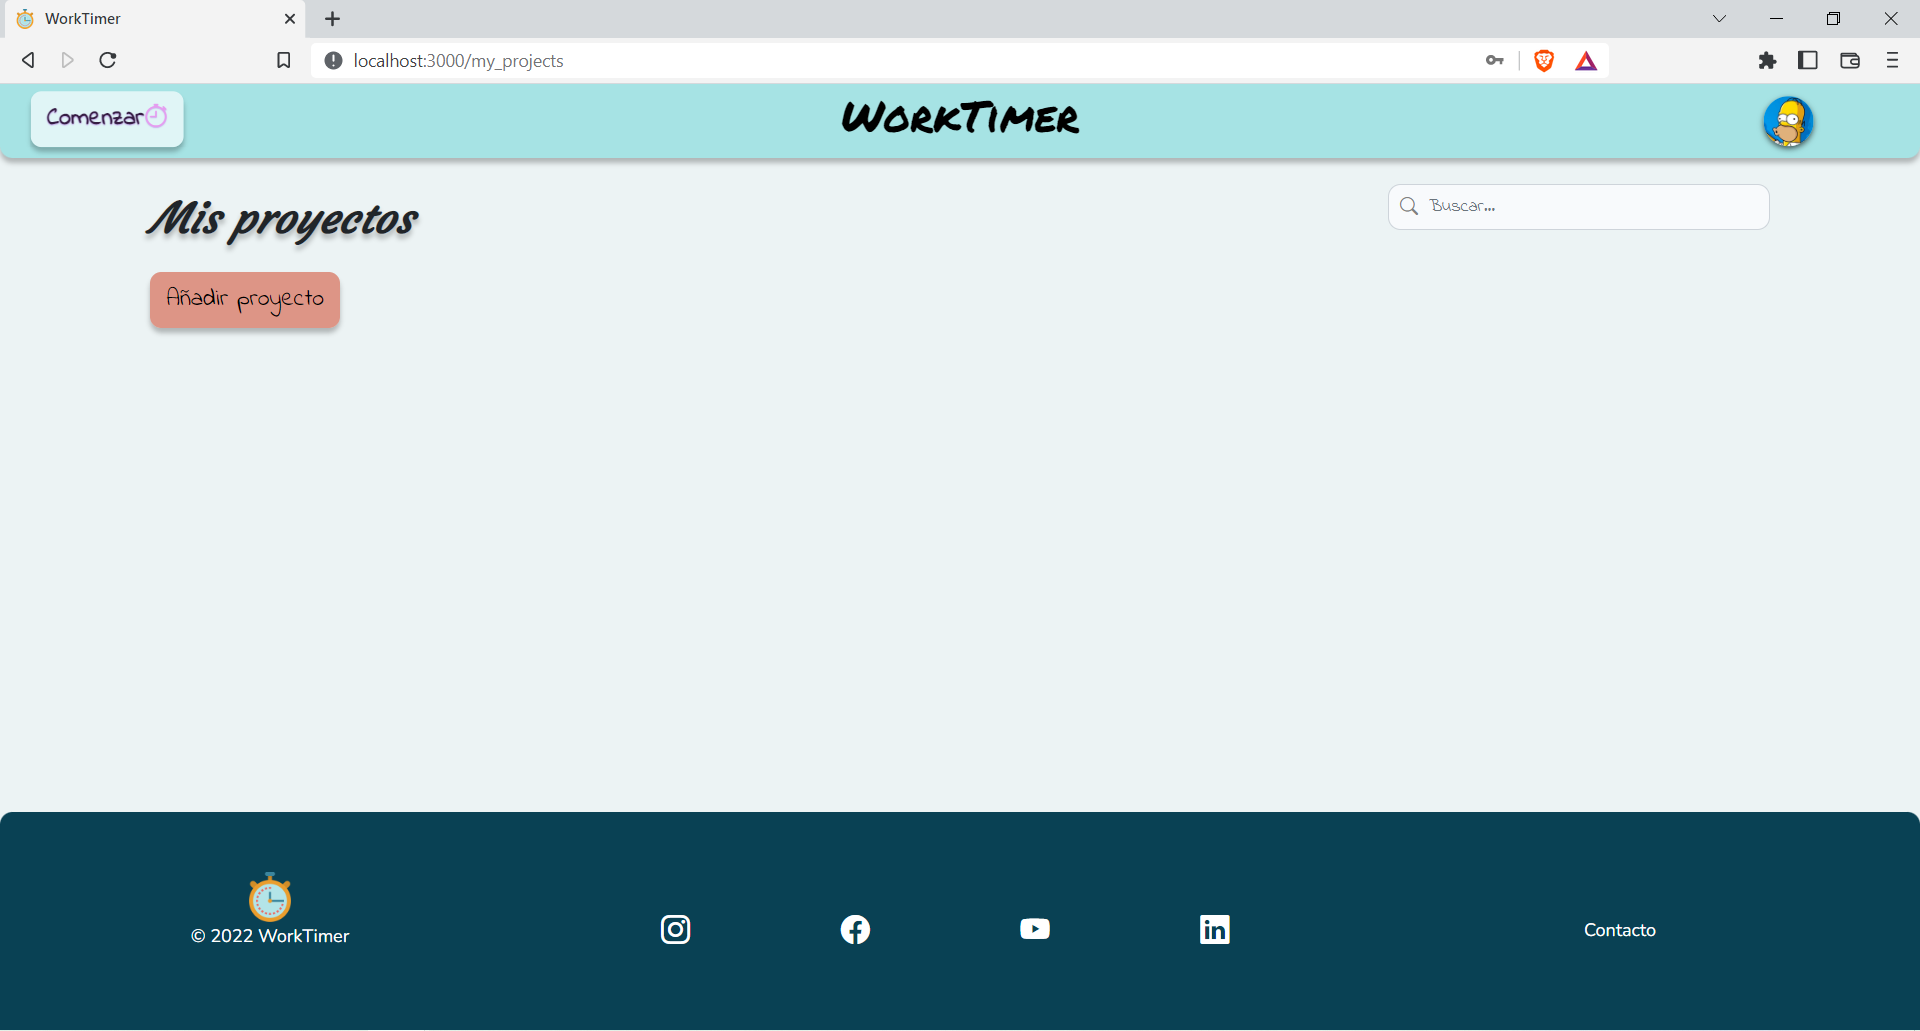 WorkTimer
localhost:3000/my_projects
Comenzar
WorkTimer
Mis proyectos
Buscar...
Añadir proyecto
© 2022 WorkTimer
Contacto